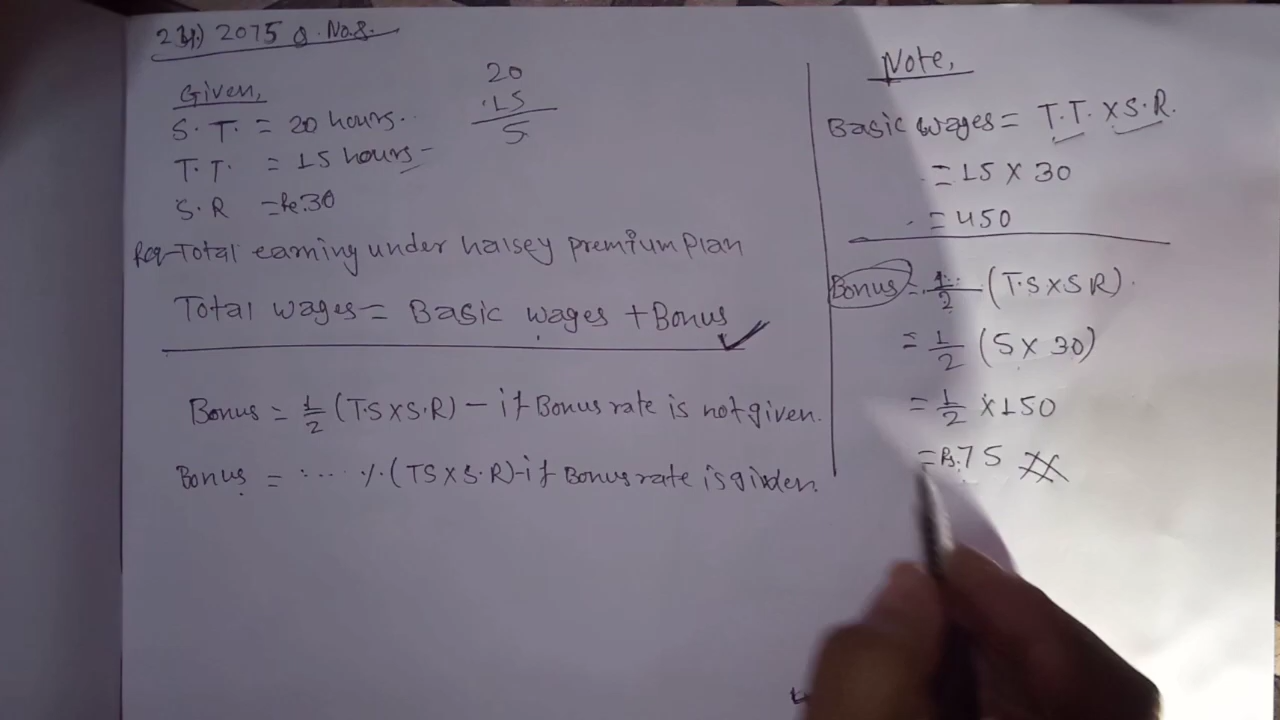 24) 2075 Q. No.8.
Given,
S.T. = 20 hours.
T.T. = 15 hours
S.R = Re.30
20
15
5
Req-Total earning under halsey premium Plan
Total wages = Basic wages + Bonus
Bonus = 1/2 (T.S X S.R) - if Bonus rate is not given.
Bonus = ... %. (TS X S.R) - if Bonus rate is given.
Note,
Basic wages = T.T. X S.R.
= 15 X 30
= 450
Bonus = 1/2 (T.S X S R).
= 1/2 (5 X 30)
= 1/2 X 150
= Rs.75